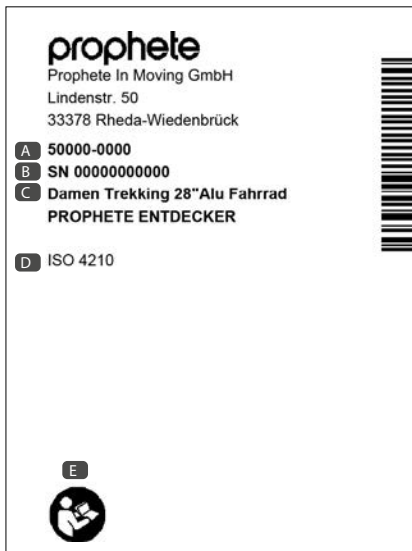 prophete
Prophete In Moving GmbH
Lindenstr. 50
33378 Rheda-Wiedenbrück
A 50000-0000
B SN 00000000000
C Damen Trekking 28"Alu Fahrrad
PROPHETE ENTDECKER
D ISO 4210
E